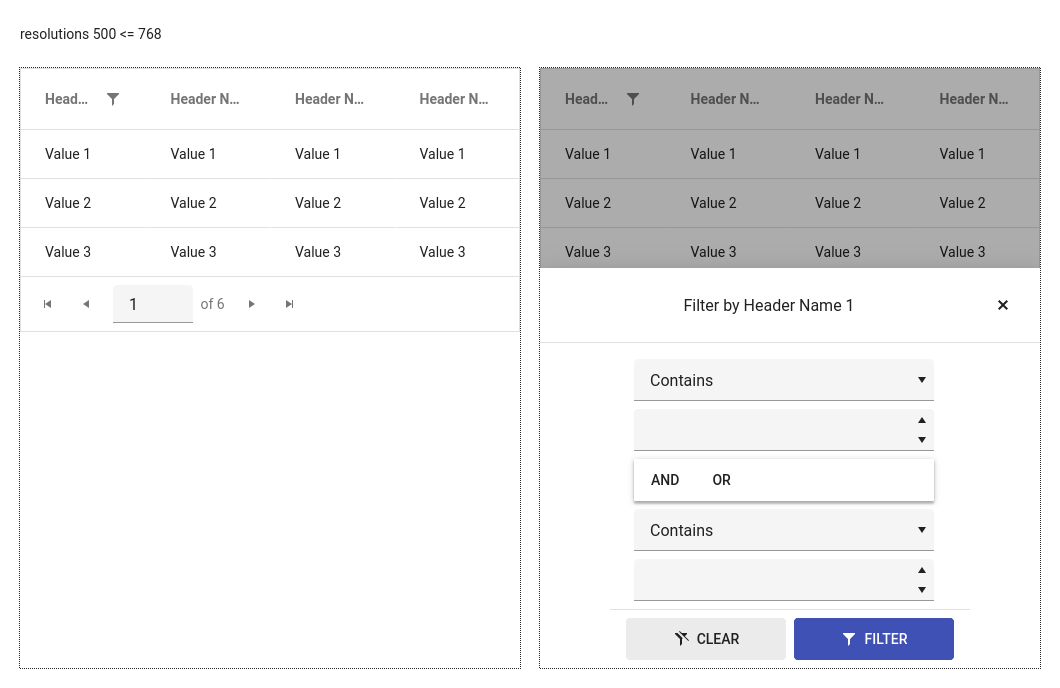 resolutions 500 <= 768
Head... Header N... Header N... Header N...
Value 1 Value 1 Value 1 Value 1
Value 2 Value 2 Value 2 Value 2
Value 3 Value 3 Value 3 Value 3
1 of 6
Head... Header N... Header N... Header N...
Value 1 Value 1 Value 1 Value 1
Value 2 Value 2 Value 2 Value 2
Value 3 Value 3 Value 3 Value 3
Filter by Header Name 1
Contains
AND OR
Contains
CLEAR FILTER